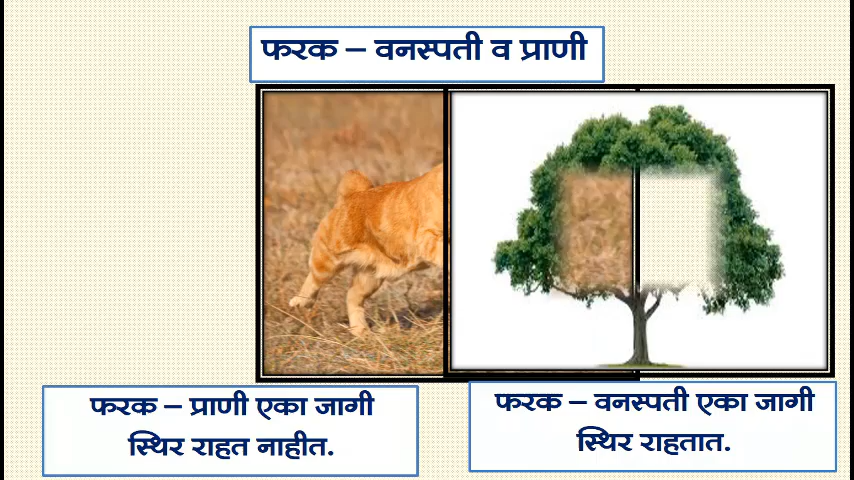 फरक – वनस्पती व प्राणी
फरक – प्राणी एका जागी
स्थिर राहत नाहीत.
फरक – वनस्पती एका जागी
स्थिर राहतात.